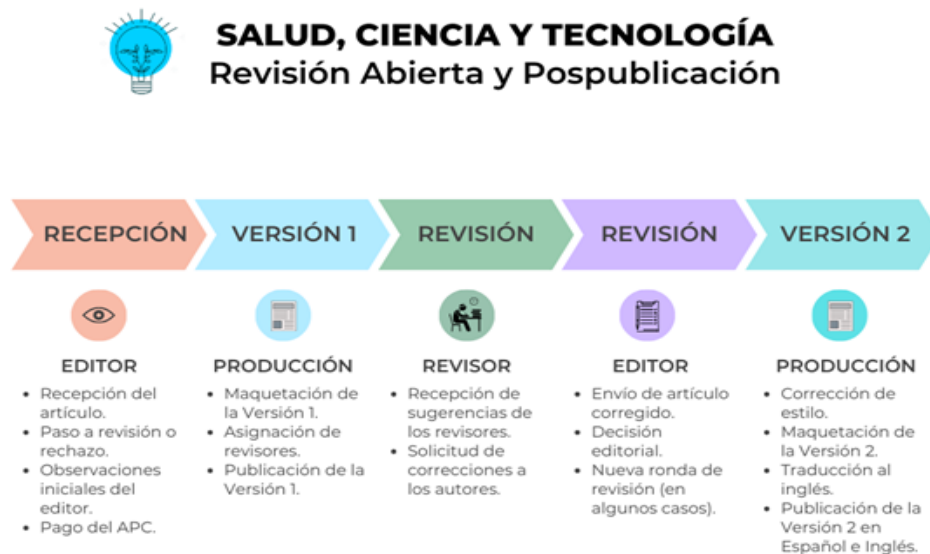 SALUD, CIENCIA Y TECNOLOGÍA
Revisión Abierta y Pospublicación
RECEPCIÓN
VERSIÓN 1
REVISIÓN
REVISIÓN
VERSIÓN 2
EDITOR
• Recepción del
artículo.
• Paso a revisión o
rechazo.
• Observaciones
iniciales del
editor.
• Pago del APC.
PRODUCCIÓN
• Maquetación de
la Versión 1.
• Asignación de
revisores.
• Publicación de la
Versión 1.
REVISOR
• Recepción de
sugerencias de
los revisores.
• Solicitud de
correcciones a
los autores.
EDITOR
• Envío de artículo
corregido.
• Decisión
editorial.
• Nueva ronda de
revisión (en
algunos casos).
PRODUCCIÓN
• Corrección de
estilo.
• Maquetación de
la Versión 2.
• Traducción al
inglés.
• Publicación de la
Versión 2 en
Español e Inglés.